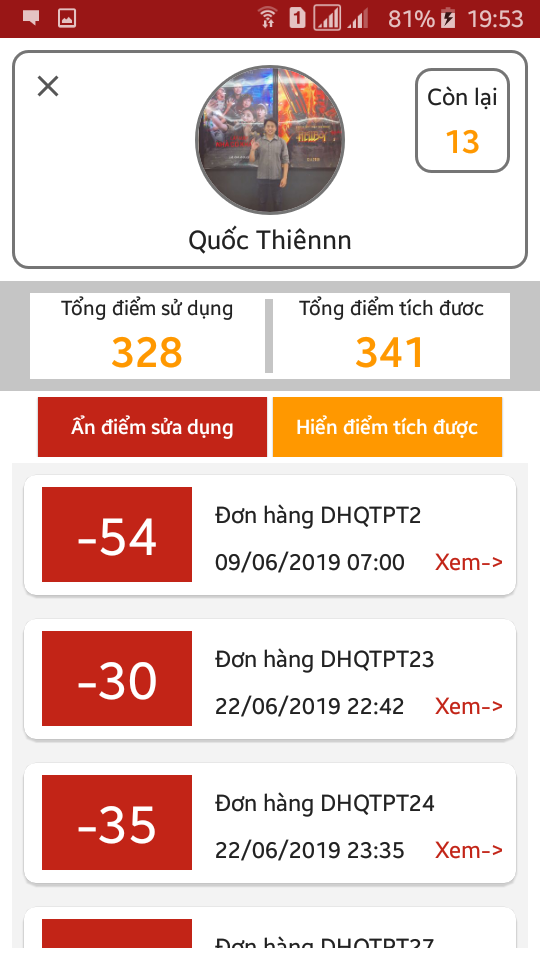 81% 19:53
Còn lại
13
Quốc Thiênnn
Tổng điểm sử dụng
328
Tổng điểm tích đươc
341
Ẩn điểm sửa dụng
Hiển điểm tích được
-54
Đơn hàng DHQTPT2
09/06/2019 07:00 Xem->
-30
Đơn hàng DHQTPT23
22/06/2019 22:42 Xem->
-35
Đơn hàng DHQTPT24
22/06/2019 23:35 Xem->
Đơn hàng DHQTPT27